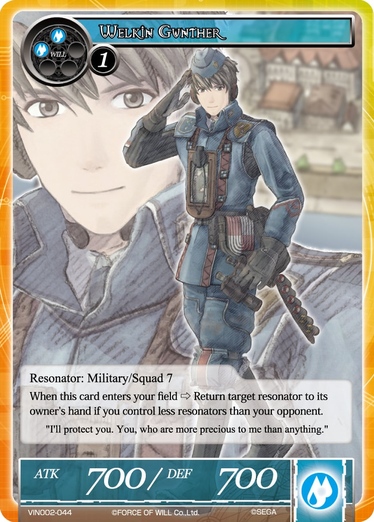 Welkin Gunther
WILL
1
Resonator: Military/Squad 7
When this card enters your field ⇨ Return target resonator to its
owner's hand if you control less resonators than your opponent.
"I'll protect you. You, who are more precious to me than anything."
ATK 700 / DEF 700
VIN002-044 ©FORCE OF WILL Co.,Ltd. ©SEGA